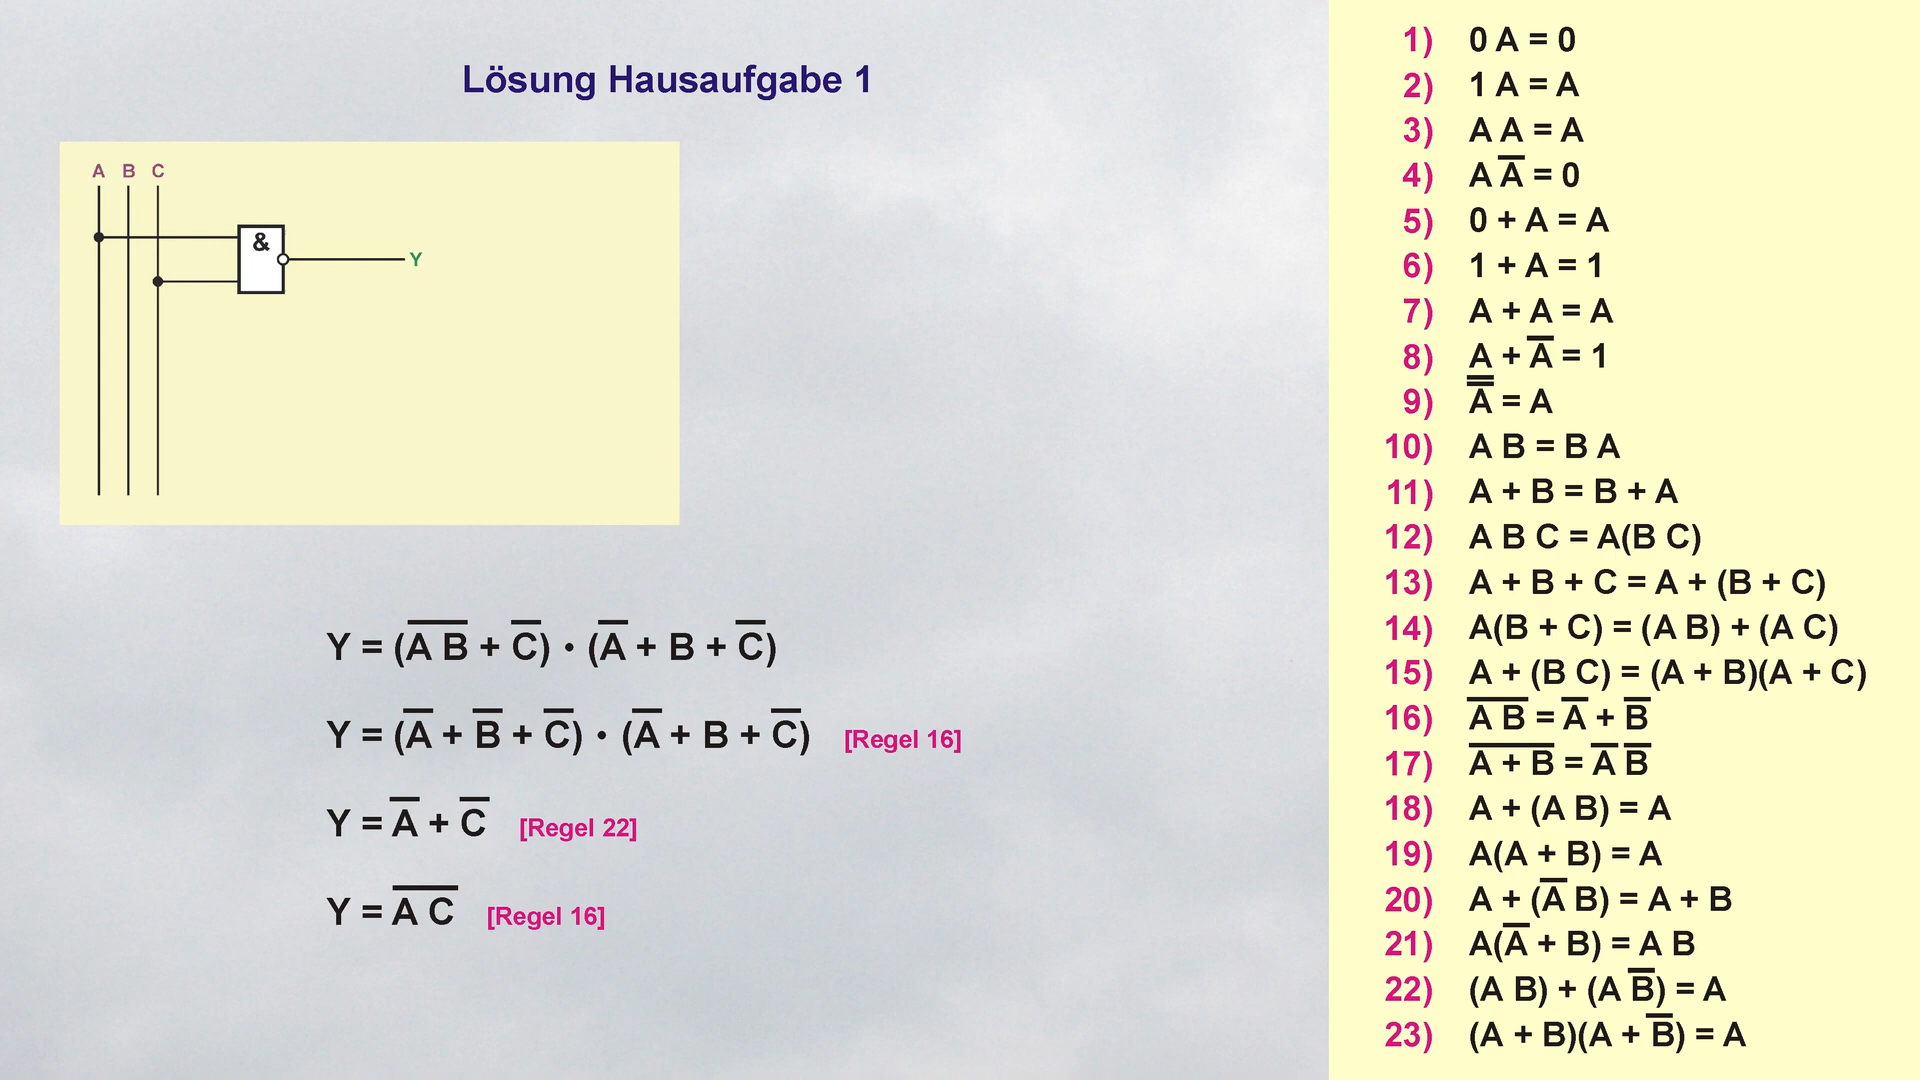 Lösung Hausaufgabe 1
A B C
&
Y
Y = (A̅ ̅B̅ + C̅) • (A̅ + B + C̅)
Y = (A̅ + B̅ + C̅) • (A̅ + B + C̅) [Regel 16]
Y = A̅ + C̅ [Regel 22]
Y = A̅ ̅C̅ [Regel 16]
1) 0 A = 0
2) 1 A = A
3) A A = A
4) A A̅ = 0
5) 0 + A = A
6) 1 + A = 1
7) A + A = A
8) A + A̅ = 1
9) A̿ = A
10) A B = B A
11) A + B = B + A
12) A B C = A(B C)
13) A + B + C = A + (B + C)
14) A(B + C) = (A B) + (A C)
15) A + (B C) = (A + B)(A + C)
16) A̅ ̅B̅ = A̅ + B̅
17) A̅ ̅+̅ ̅B̅ = A̅ B̅
18) A + (A B) = A
19) A(A + B) = A
20) A + (A̅ B) = A + B
21) A(A̅ + B) = A B
22) (A B) + (A B̅) = A
23) (A + B)(A + B̅) = A